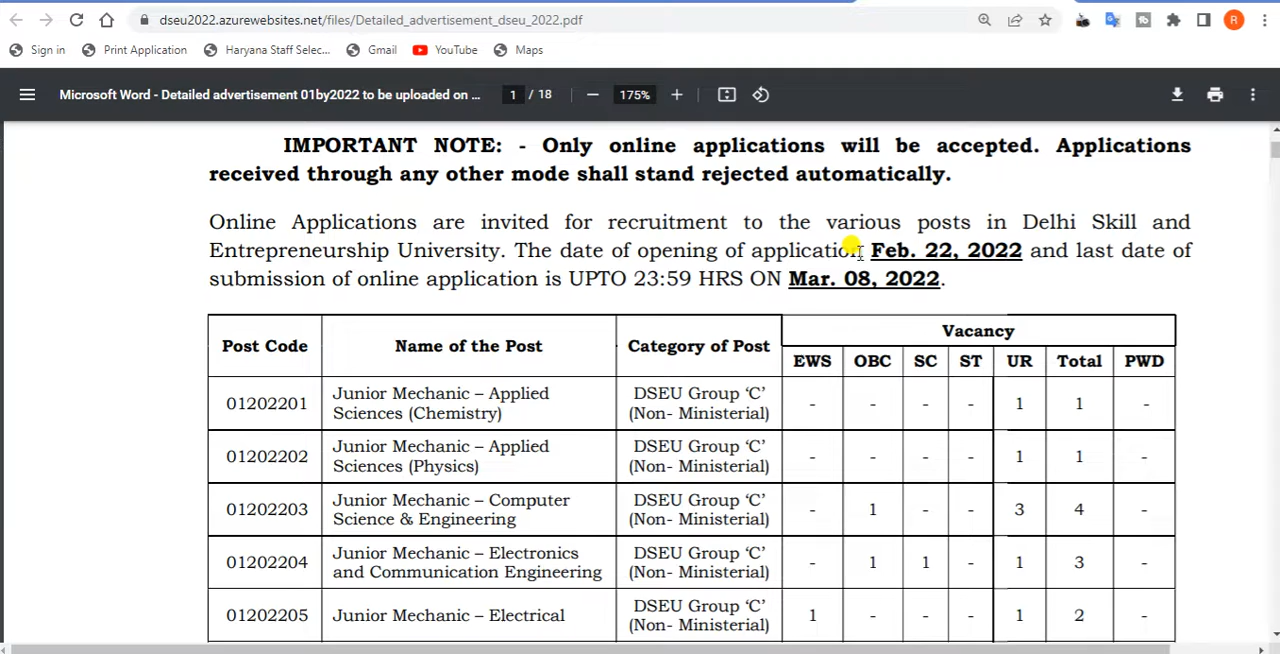 dseu2022.azurewebsites.net/files/Detailed_advertisement_dseu_2022.pdf
R
Sign in Print Application Haryana Staff Selec... Gmail YouTube Maps
Microsoft Word - Detailed advertisement 01by2022 to be uploaded on ... 1 / 18 175%
IMPORTANT NOTE: - Only online applications will be accepted. Applications
received through any other mode shall stand rejected automatically.
Online Applications are invited for recruitment to the various posts in Delhi Skill and
Entrepreneurship University. The date of opening of application Feb. 22, 2022 and last date of
submission of online application is UPTO 23:59 HRS ON Mar. 08, 2022.
Post Code Name of the Post Category of Post Vacancy
EWS OBC SC ST UR Total PWD
01202201 Junior Mechanic – Applied DSEU Group ‘C’ - - - - 1 1 -
Sciences (Chemistry) (Non- Ministerial)
01202202 Junior Mechanic – Applied DSEU Group ‘C’ - - - - 1 1 -
Sciences (Physics) (Non- Ministerial)
01202203 Junior Mechanic – Computer DSEU Group ‘C’ - 1 - - 3 4 -
Science & Engineering (Non- Ministerial)
01202204 Junior Mechanic – Electronics DSEU Group ‘C’ - 1 1 - 1 3 -
and Communication Engineering (Non- Ministerial)
01202205 Junior Mechanic – Electrical DSEU Group ‘C’ 1 - - - 1 2 -
(Non- Ministerial)